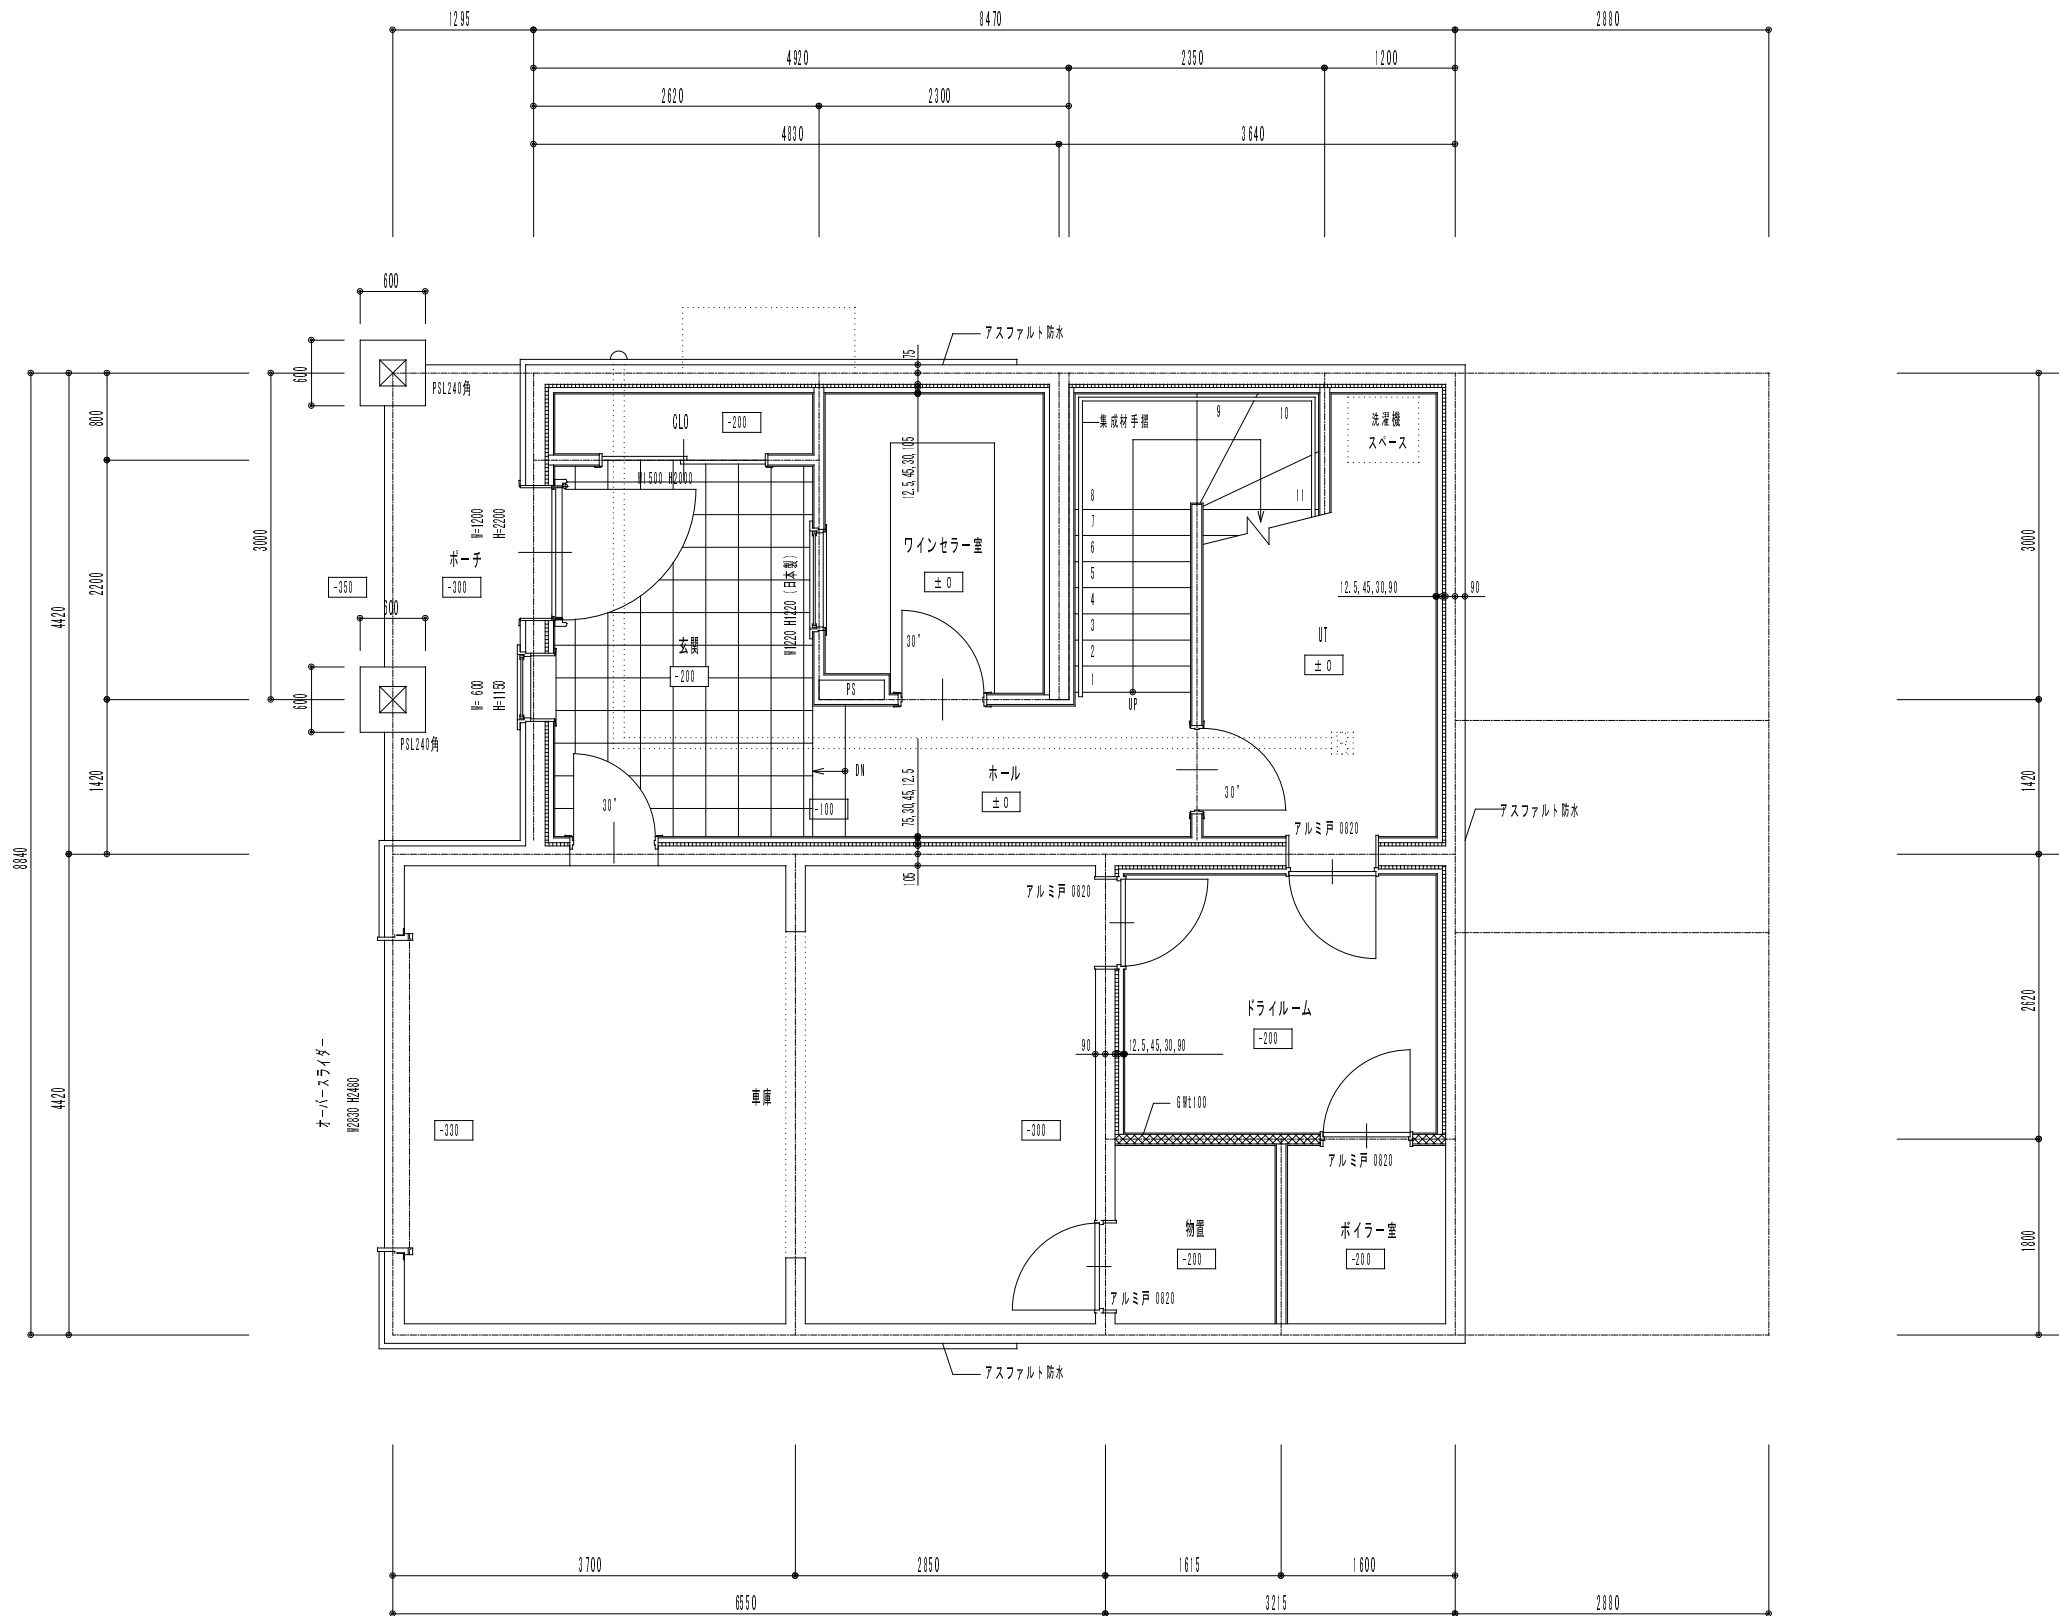 1295
8470
2880
4920
2350
1200
2620
2300
4830
3640
600
アスファルト防水
75
600
PSL240角
CLO
-200
集成材手摺
9
10
洗濯機
スペース
800
12.5,45,30,105
W1500 H2000
8
11
7
W=1200
H=2200
6
ポーチ
ワインセラー室
3000
3000
-350
-300
±0
W1220 H1220 (日本製)
5
2200
12.5,45,30,90
90
4
600
4420
3
UT
玄関
30"
2
±0
-200
1
PS
W=600
H=1150
600
UP
PSL240角
DN
ホール
1420
1420
30"
30"
-100
±0
75,30,45,12.5
アスファルト防水
アルミ戸 0820
8840
105
アルミ戸 0820
2620
ドライルーム
-200
90
12.5,45,30,90
オーバースライダー
W2830 H2480
車庫
GWt100
4420
-330
-300
アルミ戸 0820
物置
ボイラー室
1800
-200
-200
アルミ戸 0820
アスファルト防水
3700
2850
1615
1600
6550
3215
2880